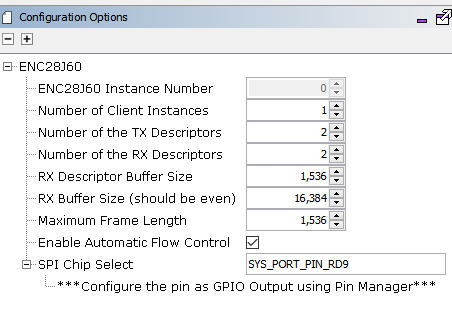 Configuration Options
ENC28J60
ENC28J60 Instance Number 0
Number of Client Instances 1
Number of the TX Descriptors 2
Number of the RX Descriptors 2
RX Descriptor Buffer Size 1,536
RX Buffer Size (should be even) 16,384
Maximum Frame Length 1,536
Enable Automatic Flow Control
SPI Chip Select SYS_PORT_PIN_RD9
***Configure the pin as GPIO Output using Pin Manager***